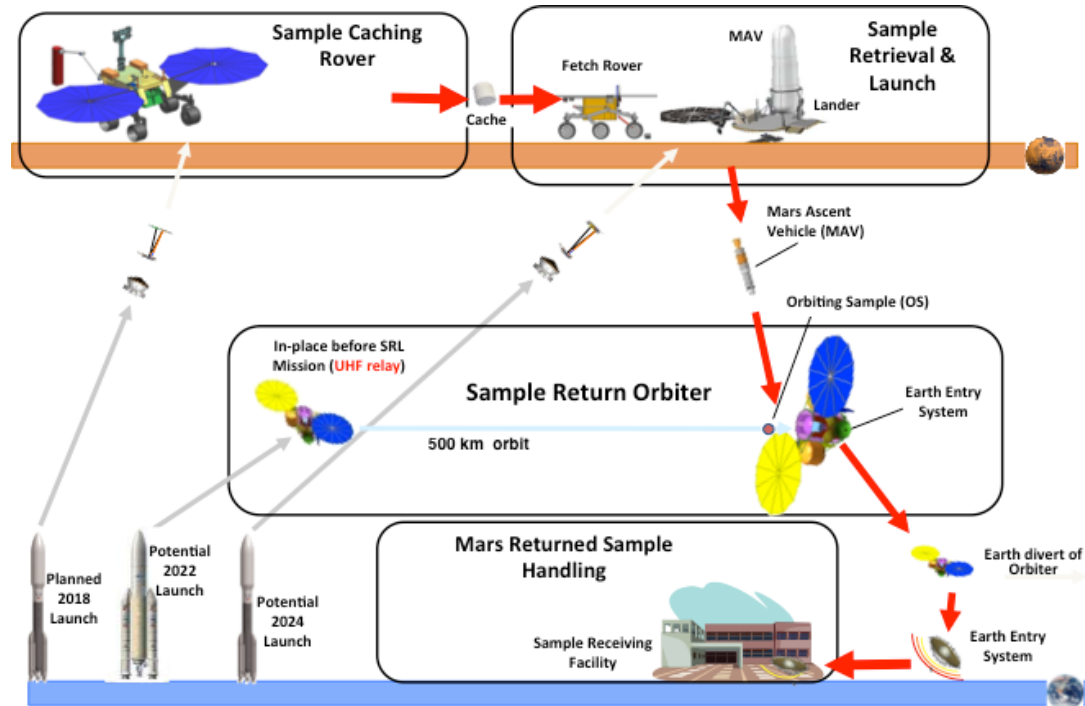 Sample Caching
Rover
Cache
Fetch Rover
MAV
Lander
Sample
Retrieval &
Launch
Mars Ascent
Vehicle (MAV)
Orbiting Sample (OS)
In-place before SRL
Mission (UHF relay)
Sample Return Orbiter
500 km orbit
Earth Entry
System
Planned
2018
Launch
Potential
2022
Launch
Potential
2024
Launch
Mars Returned Sample
Handling
Sample Receiving
Facility
Earth divert of
Orbiter
Earth Entry
System